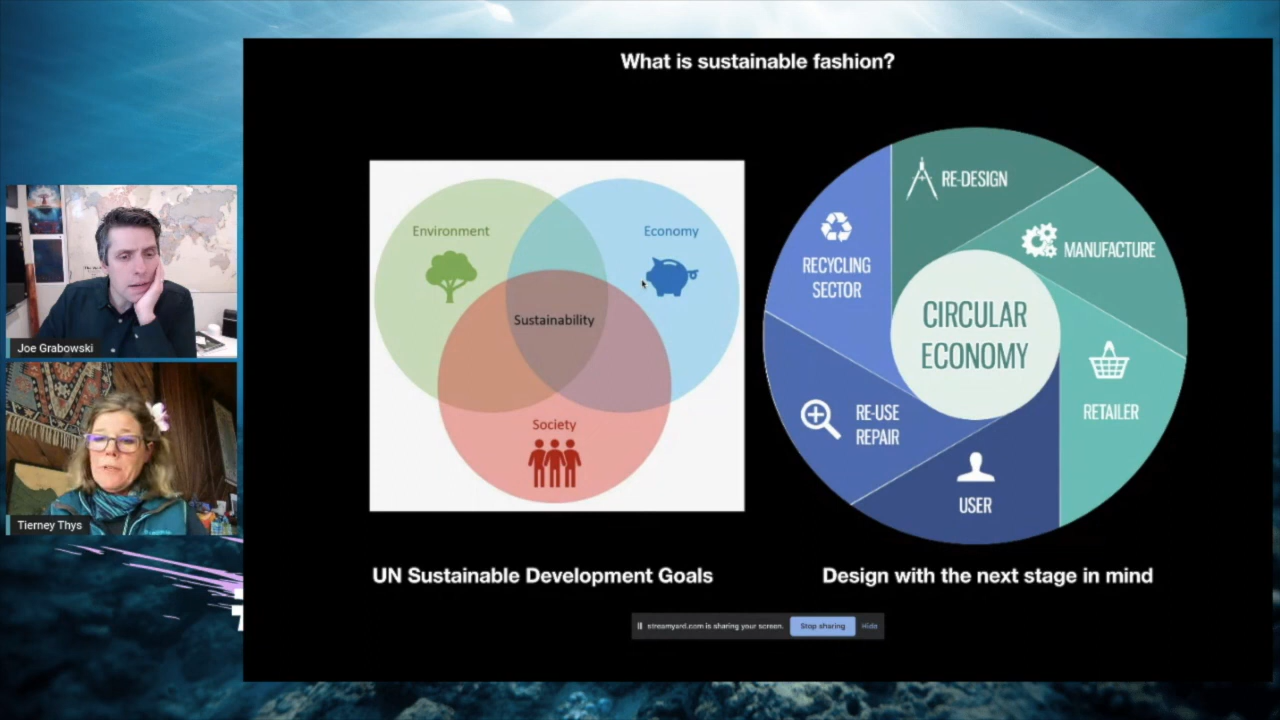 What is sustainable fashion?
Environment
Economy
Sustainability
Society
RE-DESIGN
MANUFACTURE
RETAILER
USER
RE-USE
REPAIR
RECYCLING
SECTOR
CIRCULAR
ECONOMY
UN Sustainable Development Goals
Design with the next stage in mind
streamyard.com is sharing your screen.
Stop sharing
Hide
Joe Grabowski
Tierney Thys